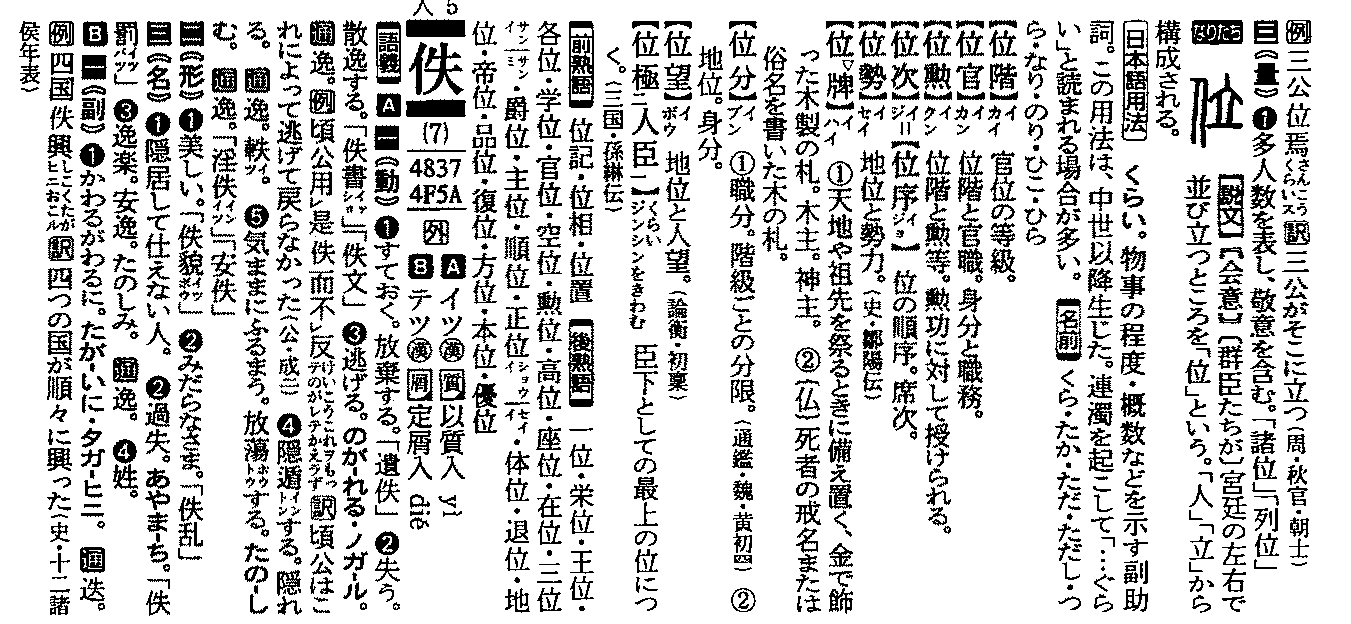 例三公位焉さんこうくらいス訳三公がそこに立つ(周・秋官・朝士)
三《量》❶多人数を表し、敬意を含む。「諸位」「列位」
なりたち 位 [説文]【会意】[群臣たちが]宮廷の左右で
並び立つところを「位」という。「人」「立」から
構成される。
[日本語用法] くらい。物事の程度・概数などを示す副助
詞。この用法は、中世以降生じた。連濁を起こして「…ぐら
い」と読まれる場合が多い。 [名前]くら・たか・ただ・ただし・つ
ら・なり・のり・ひこ・ひら
【位階】イカイ 官位の等級。
【位官】イカン 位階と官職。身分と職務。
【位勲】イクン 位階と勲等。勲功に対して授けられる。
【位次】イジ=【位序】イジョ 位の順序。席次。
【位勢】イセイ 地位と勢力。(史・鄒陽伝)
【位▽牌】イハイ ①天地や祖先を祭るときに備え置く、金で飾
った木製の札。木主。神主。 ②(仏)死者の戒名または
俗名を書いた木の札。
【位分】イブン ①職分。階級ごとの分限。(通鑑・魏・黄初四) ②
地位。身分。
【位望】イボウ 地位と人望。(論衡・初稟)
【位極ニ人臣一】くらいジンシンをきわむ 臣下としての最上の位につ
く。(三国・孫綝伝)
[前熟語] 位記・位相・位置 [後熟語] 一位・栄位・王位・
各位・学位・官位・空位・勲位・高位・座位・在位・三位
サンイサンミ・爵位・主位・順位・正位ショウイセイイ・体位・退位・地
位・帝位・品位・復位・方位・本位・優位
人 5
佚
(7)
4837
4F5A
外
A イツ漢 質 以質入 yì
B テツ漢 屑 定屑入 dié
[語義] A 一《動》❶すておく。放棄する。「遺佚」 ❷失う。
散逸する。「佚書イッショ」「佚文」 ❸逃げる。のが-れる・ノガール。
通逸。例頃公用レ是佚而不レ反けいこうこれヲもっテのがレテかえラず訳頃公はこ
れによって逃げて戻らなかった(公・成二) ❹隠遁イントンする。隠れ
る。 通逸。軼イツ。 ❺気ままにふるまう。放蕩ホウトウする。たの-し
む。 通逸。「淫佚インイツ」「安佚」
二《形》❶美しい。「佚貌イツボウ」 ❷みだらなさま。「佚乱」
三《名》❶隠居して仕えない人。 ❷過失。あやま-ち。「佚
罰イツバツ」 ❸逸楽。安逸。たのしみ。 通逸。 ❹姓。
B 一《副》❶かわるがわるに。たが-いに・タガーヒニ。 通迭。
例四国佚興しこくたがヒニおこル訳四つの国が順々に興った(史・十二諸
侯年表)